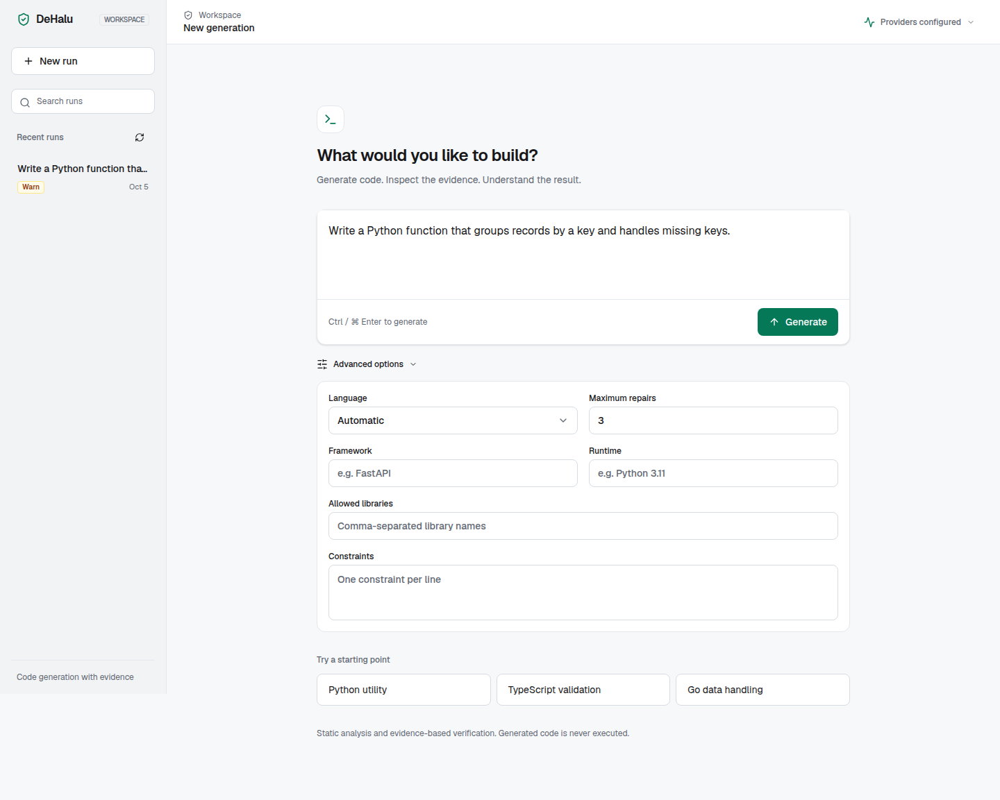 DeHalu
WORKSPACE
New run
Search runs
Recent runs
Write a Python function tha...
Warn
Oct 5
Code generation with evidence
Workspace
New generation
Providers configured
What would you like to build?
Generate code. Inspect the evidence. Understand the result.
Write a Python function that groups records by a key and handles missing keys.
Ctrl / ⌘ Enter to generate
Generate
Advanced options
Language
Maximum repairs
Automatic
3
Framework
Runtime
e.g. FastAPI
e.g. Python 3.11
Allowed libraries
Comma-separated library names
Constraints
One constraint per line
Try a starting point
Python utility
TypeScript validation
Go data handling
Static analysis and evidence-based verification. Generated code is never executed.